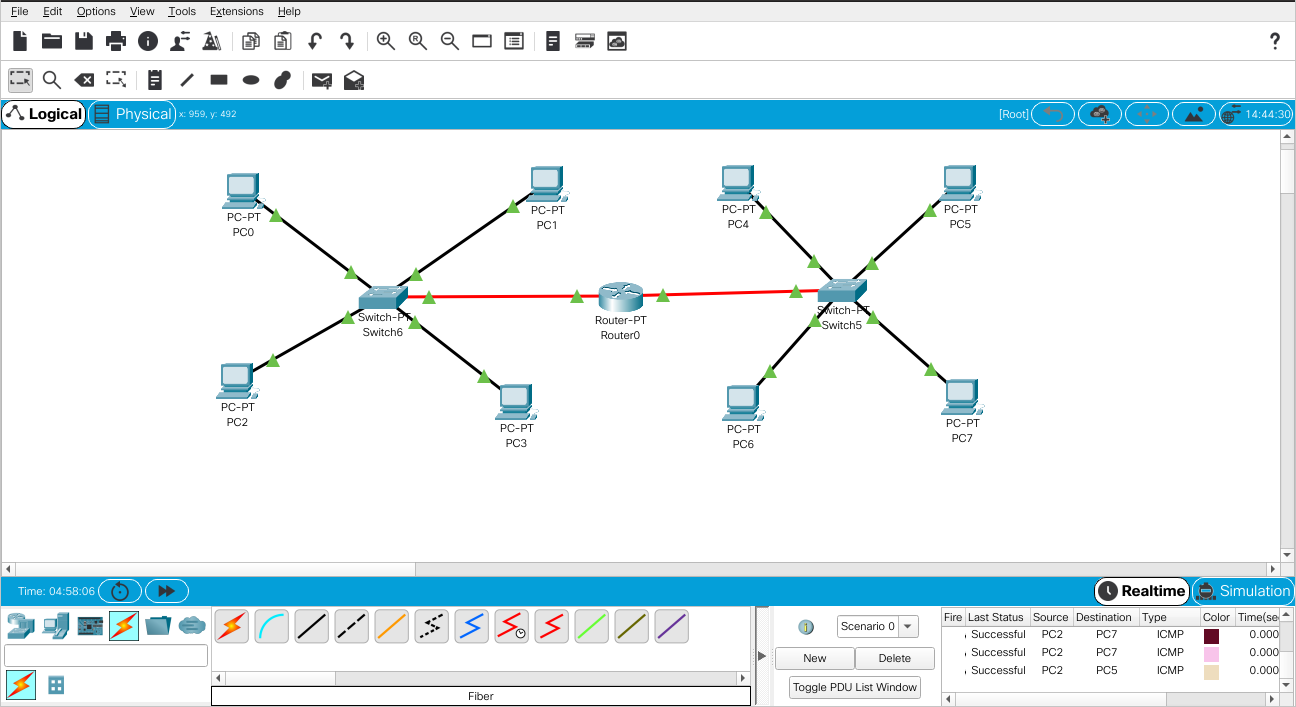 File Edit Options View Tools Extensions Help
?
Logical Physical x: 959, y: 492 [Root] 14:44:30
PC-PT
PC0
PC-PT
PC1
PC-PT
PC4
PC-PT
PC5
Switch-PT
Switch6
Router-PT
Router0
Switch-PT
Switch5
PC-PT
PC2
PC-PT
PC3
PC-PT
PC6
PC-PT
PC7
Time: 04:58:06 Realtime Simulation
Scenario 0
New Delete
Toggle PDU List Window
Fire Last Status Source Destination Type Color Time(sec
Successful PC2 PC7 ICMP 0.000
Successful PC2 PC7 ICMP 0.000
Successful PC2 PC5 ICMP 0.000
Fiber